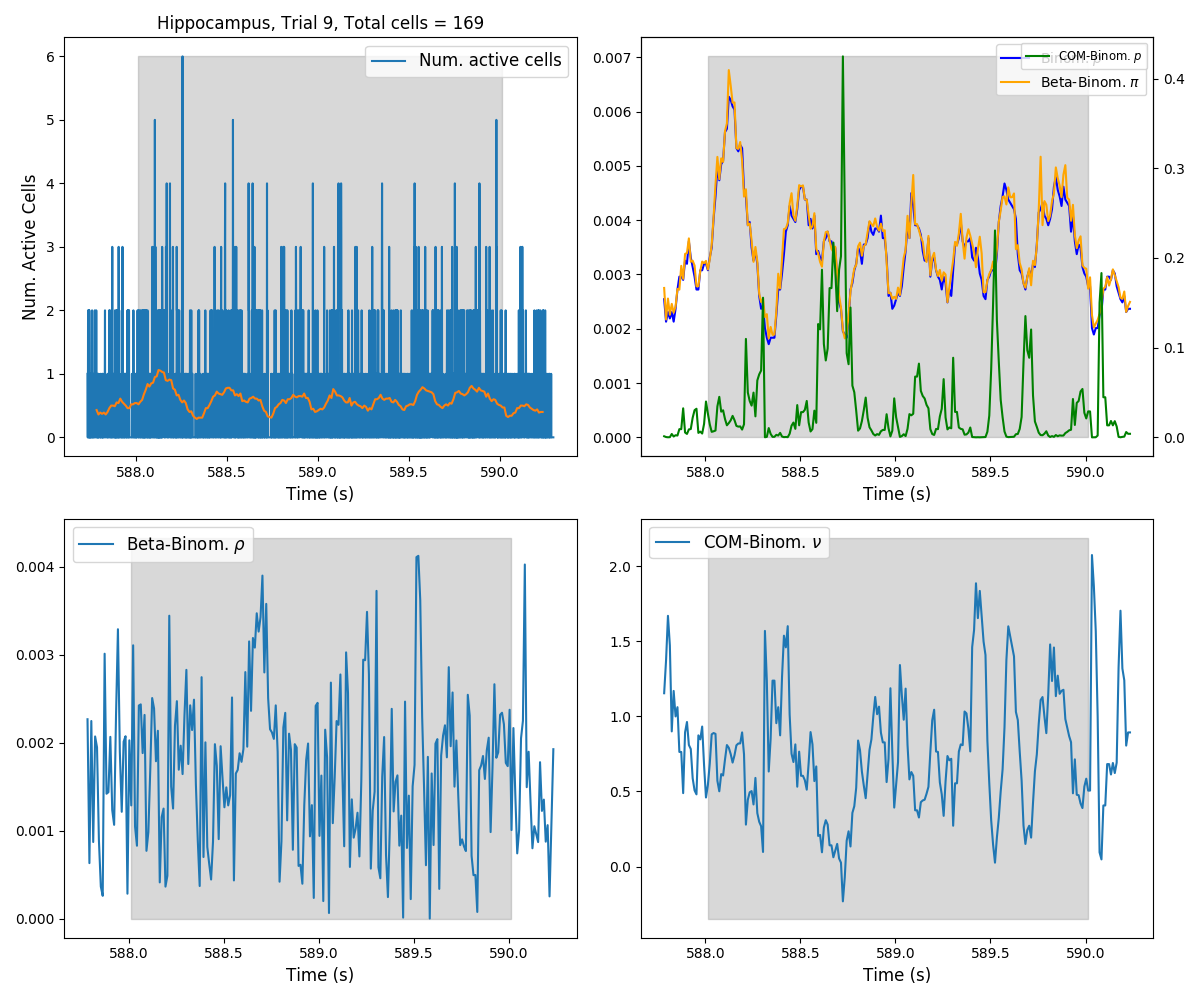 Hippocampus, Trial 9, Total cells = 169
Num. active cells
Num. Active Cells
6
5
4
3
2
1
0
588.0 588.5 589.0 589.5 590.0
Time (s)
COM-Binom. p
Beta-Binom. π
0.007
0.006
0.005
0.004
0.003
0.002
0.001
0.000
0.4
0.3
0.2
0.1
0.0
588.0 588.5 589.0 589.5 590.0
Time (s)
Beta-Binom. ρ
0.004
0.003
0.002
0.001
0.000
588.0 588.5 589.0 589.5 590.0
Time (s)
COM-Binom. ν
2.0
1.5
1.0
0.5
0.0
588.0 588.5 589.0 589.5 590.0
Time (s)